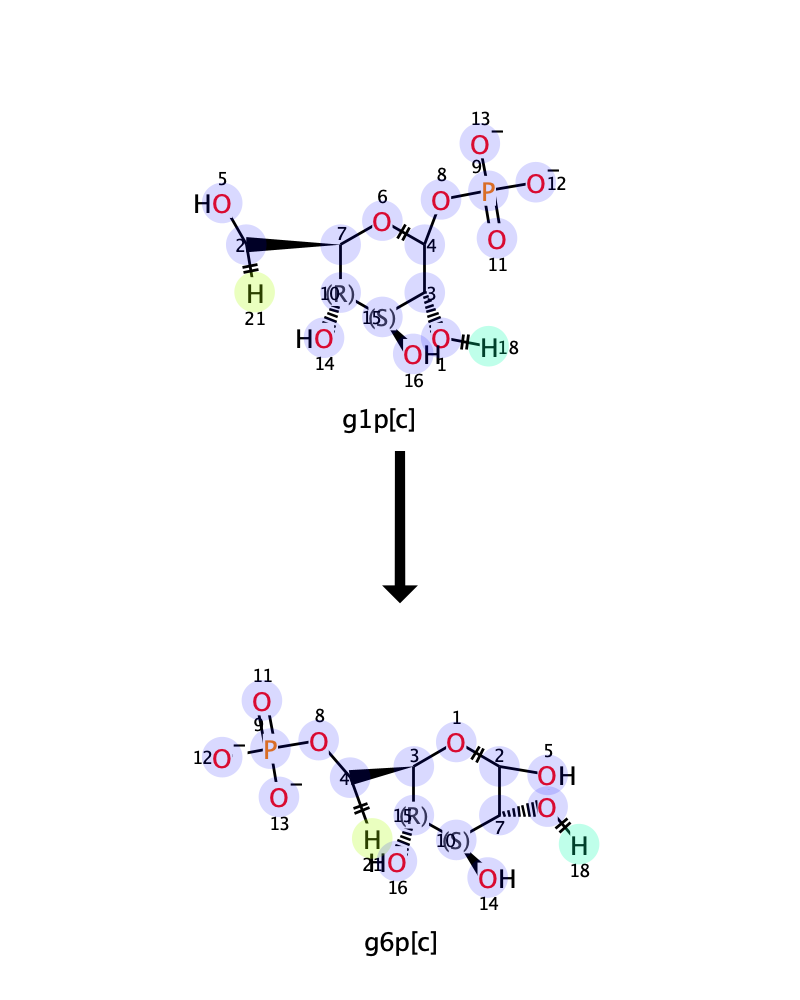 13
O−
9
5 8 P O−12
HO 6 O
O
2 7 4 O
11
H 10(R) 15(S) 3
21
HO OH O H18
14 16 1
g1p[c]
11
O 8
9 O 1
12O− P O 5
3 2 OH
4
O− 15(R) 7 O
13 H 10(S) H
21 HO 18
16 OH
14
g6p[c]